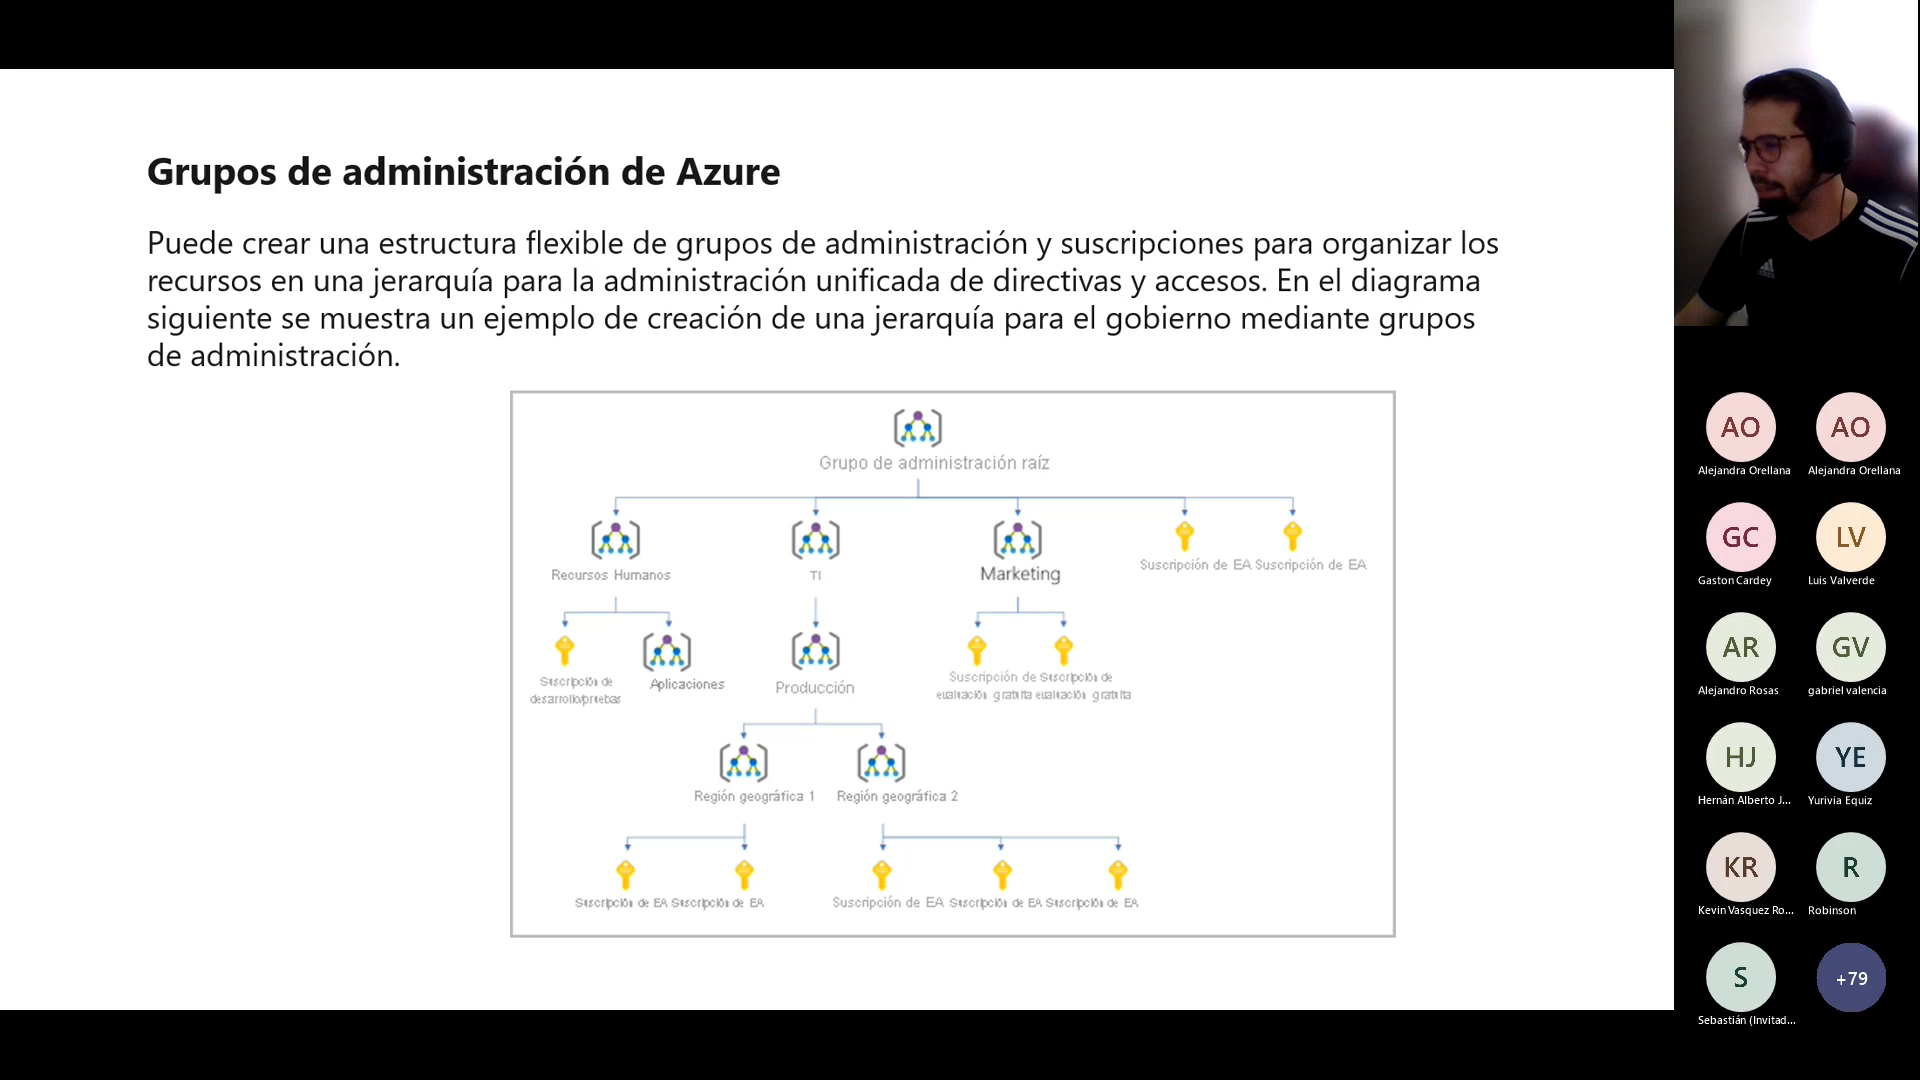 Grupos de administración de Azure
Puede crear una estructura flexible de grupos de administración y suscripciones para organizar los
recursos en una jerarquía para la administración unificada de directivas y accesos. En el diagrama
siguiente se muestra un ejemplo de creación de una jerarquía para el gobierno mediante grupos
de administración.
Grupo de administración raíz
Recursos Humanos
TI
Marketing
Suscripción de EA
Suscripción de EA
Suscripción de
desarrollo/pruebas
Aplicaciones
Producción
Suscripción de
evaluación gratuita
Suscripción de
evaluación gratuita
Región geográfica 1
Región geográfica 2
Suscripción de EA
Suscripción de EA
Suscripción de EA
Suscripción de EA
Suscripción de EA
AO
Alejandra Orellana
AO
Alejandra Orellana
GC
Gaston Cardey
LV
Luis Valverde
AR
Alejandro Rosas
GV
gabriel valencia
HJ
Hernán Alberto J...
YE
Yurivia Equiz
KR
Kevin Vasquez Ro...
R
Robinson
S
Sebastián (Invitad...
+79